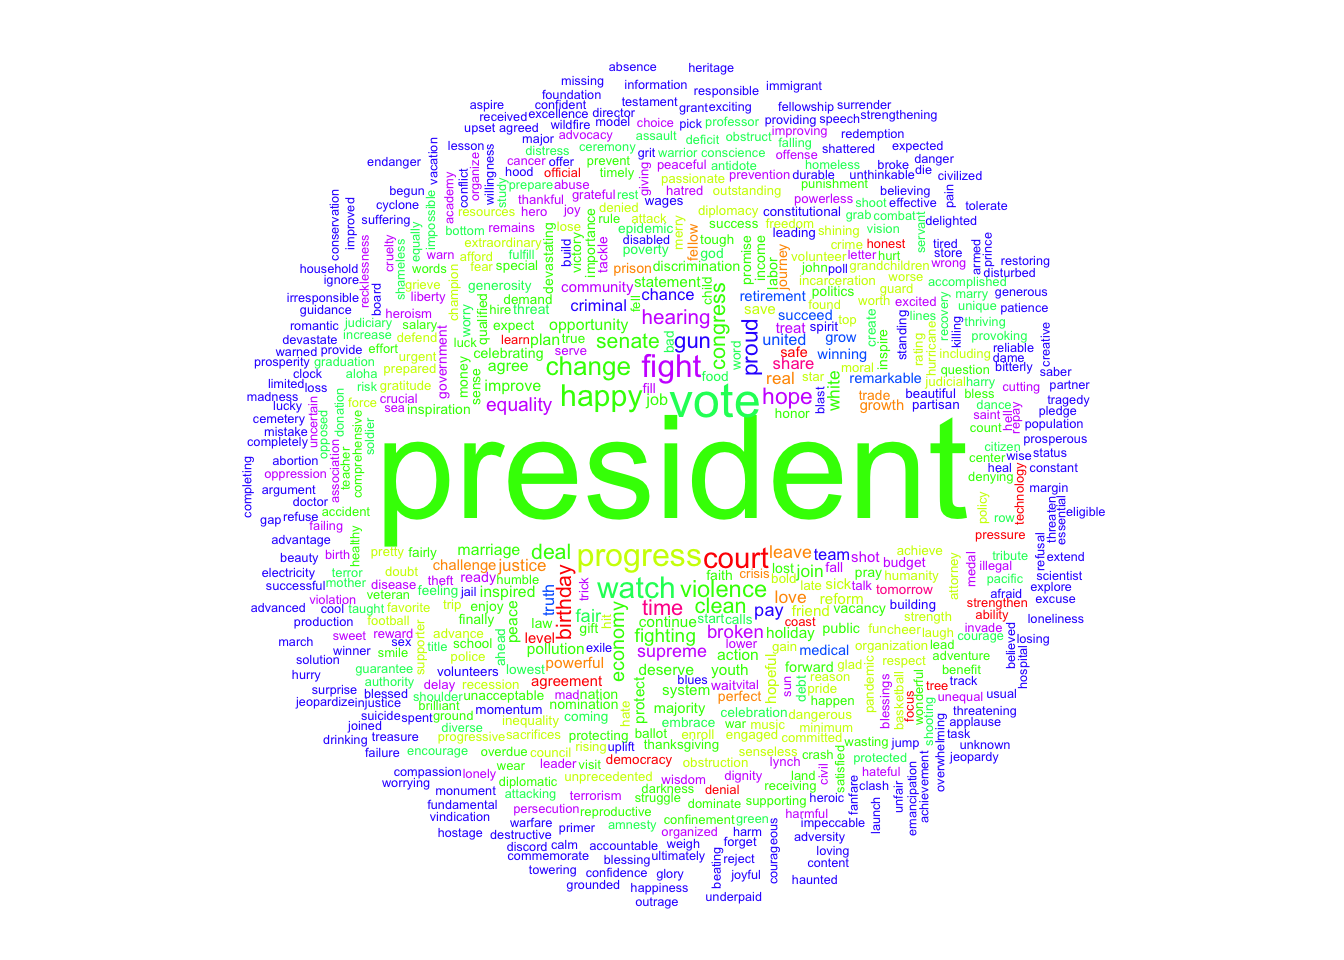 absence heritage
missing information immigrant
foundation responsible
aspire confident testament grant exciting fellowship surrender
received excellence director providing speech strengthening
upset agreed wildfire model choice pick professor improving redemption
major advocacy assault deficit obstruct falling shattered expected
lesson distress ceremony grit warrior conscience offense homeless broke danger
endanger vacation conflict organize willingness cancer offer prevent peaceful antidote prevention durable unthinkable die civilized
hood official timely giving passionate punishment believing pain
begun academy study prepare abuse grateful rest hatred outstanding powerless shoot effective
cyclone impossible thankful wages constitutional grab combat servant tolerate
suffering equally resources hero joy denied diplomacy freedom shining vision delighted
conservation improved cruelty bottom remains lose rule attack merry success leading crime honest tired armed prince
shameless warn extraordinary devastating build victory importance tackle epidemic disabled fellow tough promise income labor journey volunteer letter hurt store restoring
household recklessness words afford fulfill poverty god john poll grandchildren wrong disturbed
ignore grieve fear special prison discrimination incarceration worse accomplished
irresponsible board liberty champion generosity community statement child politics guard marry generous
guidance heroism qualified demand criminal chance fell retirement found worth excited recovery unique patience
romantic judiciary salary worry hire threat hearing congress save succeed top create lines thriving
devastate increase defend luck expect opportunity senate gun proud treat spirit inspire standing rating hurricane killing provoking creative
warned provide effort government learn plan true bad united grow including reliable
prosperity graduation urgent celebrating serve change fight word safe winning moral question dame
clock aloha prepared money sense agree food share white judicial harry bitterly
limited loss risk gratitude improve fill real star remarkable cutting saber
madness donation force crucial happy job vote hope blast trade beautiful bless hell repay partner
lucky uncertain opposed soldier sea inspiration equality honor growth partisan dance saint tragedy
cemetery count pledge
mistake comprehensive population
completely teacher president citizen prosperous
abortion association center wise status
completing oppression heal constant
argument denying technology
doctor policy margin
gap refuse accident row threaten essential eligible
failing
advantage healthy pressure refusal
beauty birth pretty fairly marriage deal progress court leave team shot achieve medal tribute extend
electricity terror doubt challenge justice faith crisis lost join fall budget attorney illegal scientist
successful mother disease theft ready humble birthday watch violence bold late sick talk humanity pacific explore
advanced violation veteran feeling jail inspired truth trick love pray tomorrow afraid excuse
cool taught favorite trip enjoy peace time clean pay friend reform vacancy building strengthen loneliness
production football finally law fair economy hit start calls coast strength ability
march sweet reward supporter advance level gift continue broken holiday public fun cheer laugh invade courage believed losing
winner sex title school ahead pollution exile fighting lower gain organization lead
solution smile police supreme action medical adventure hospital
hurry guarantee volunteers lowest powerful deserve youth hopeful forward glad respect benefit
authority delay recession agreement blues wait vital sun debt reason pandemic basketball wonderful tree track
surprise blessed shoulder unacceptable mad nation protect system perfect pride blessings focus unequal usual
jeopardize injustice brilliant momentum nomination hate majority happen threatening
suicide spent ground inequality coming celebration dangerous shooting applause
joined diverse embrace war music minimum task
drinking treasure progressive sacrifices protecting ballot enroll engaged committed wasting jump overwhelming unknown
failure encourage overdue council rising uplift thanksgiving senseless crash satisfied protected jeopardy
wear leader visit democracy obstruction lynch civil
compassion lonely diplomatic unprecedented wisdom dignity land hateful
worrying monument attacking darkness denial receiving clash unfair achievement
fundamental terrorism struggle dominate supporting heroic fanfare launch emancipation
vindication persecution reproductive harmful
warfare primer amnesty confinement green impeccable
hostage destructive organized harm adversity
discord calm accountable weigh forget courageous loving
commemorate blessing ultimately beating reject content
towering confidence glory joyful haunted
grounded happiness underpaid
outrage